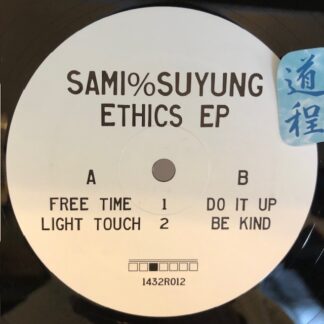 SAMI%SUYUNG
ETHICS EP
A B
FREE TIME 1 DO IT UP
LIGHT TOUCH 2 BE KIND
1432R012
道程